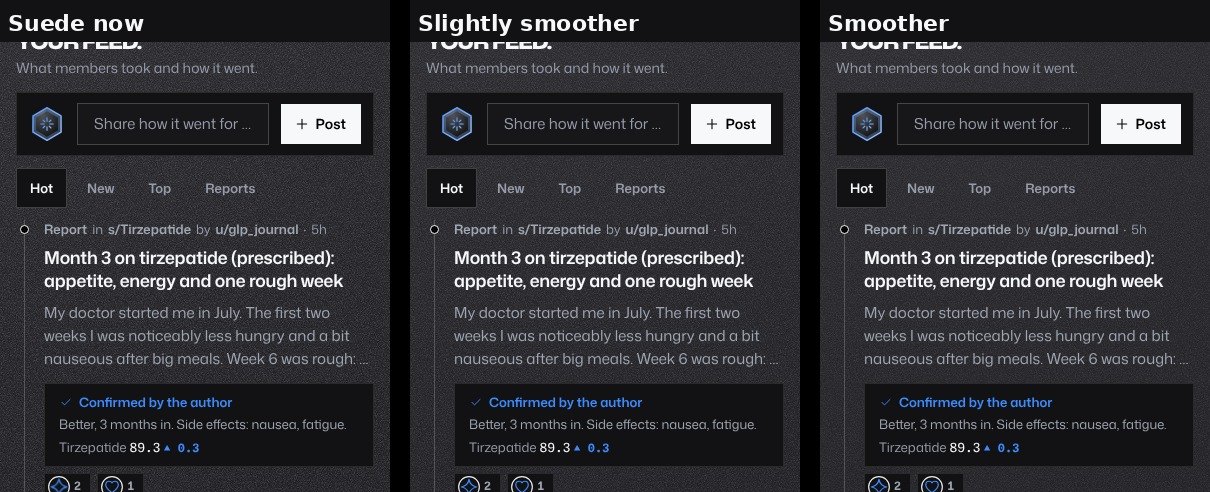 Suede now
YOUR FEED.
What members took and how it went.
Share how it went for ...
+ Post
Hot New Top Reports
Report in s/Tirzepatide by u/glp_journal · 5h
Month 3 on tirzepatide (prescribed):
appetite, energy and one rough week
My doctor started me in July. The first two
weeks I was noticeably less hungry and a bit
nauseous after big meals. Week 6 was rough: ...
Confirmed by the author
Better, 3 months in. Side effects: nausea, fatigue.
Tirzepatide 89.3 ▲ 0.3
2 1
Slightly smoother
YOUR FEED.
What members took and how it went.
Share how it went for ...
+ Post
Hot New Top Reports
Report in s/Tirzepatide by u/glp_journal · 5h
Month 3 on tirzepatide (prescribed):
appetite, energy and one rough week
My doctor started me in July. The first two
weeks I was noticeably less hungry and a bit
nauseous after big meals. Week 6 was rough: ...
Confirmed by the author
Better, 3 months in. Side effects: nausea, fatigue.
Tirzepatide 89.3 ▲ 0.3
2 1
Smoother
YOUR FEED.
What members took and how it went.
Share how it went for ...
+ Post
Hot New Top Reports
Report in s/Tirzepatide by u/glp_journal · 5h
Month 3 on tirzepatide (prescribed):
appetite, energy and one rough week
My doctor started me in July. The first two
weeks I was noticeably less hungry and a bit
nauseous after big meals. Week 6 was rough: ...
Confirmed by the author
Better, 3 months in. Side effects: nausea, fatigue.
Tirzepatide 89.3 ▲ 0.3
2 1